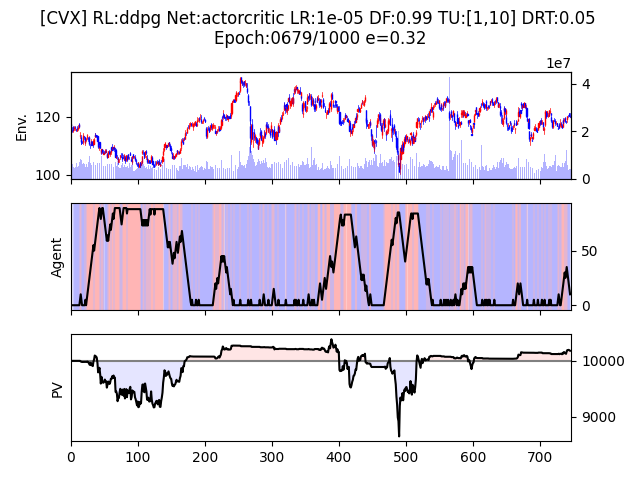 [CVX] RL:ddpg Net:actorcritic LR:1e-05 DF:0.99 TU:[1,10] DRT:0.05
Epoch:0679/1000 e=0.32
1e7
Env.
120
100
4
2
0
Agent
50
0
PV
10000
9000
0 100 200 300 400 500 600 700